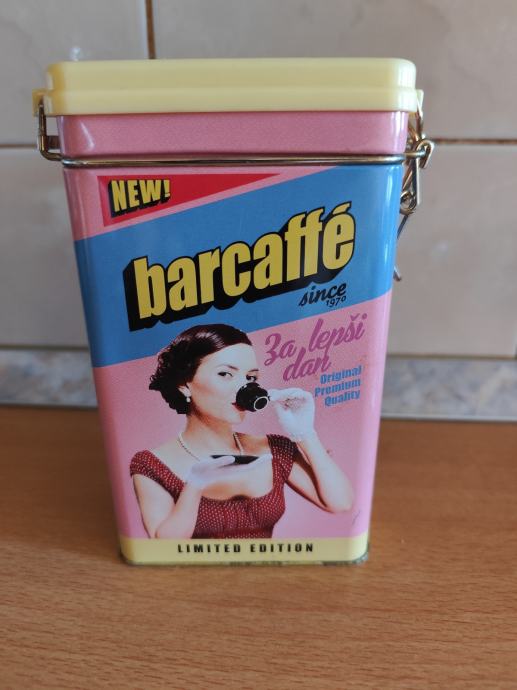 NEW!
barcaffé
since
1970
Za lepši
dan
Original
Premium
Quality
LIMITED EDITION